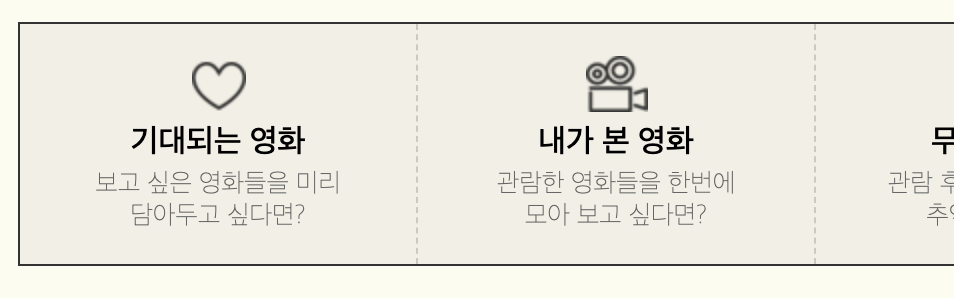 기대되는 영화
보고 싶은 영화들을 미리
담아두고 싶다면?
내가 본 영화
관람한 영화들을 한번에
모아 보고 싶다면?
관람